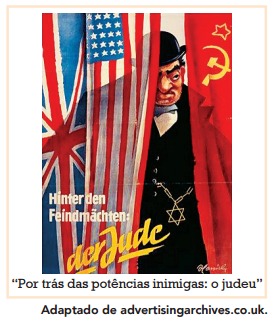 Hinter den
Feindmächten:
der Jude
“Por trás das potências inimigas: o judeu”
Adaptado de advertisingarchives.co.uk.